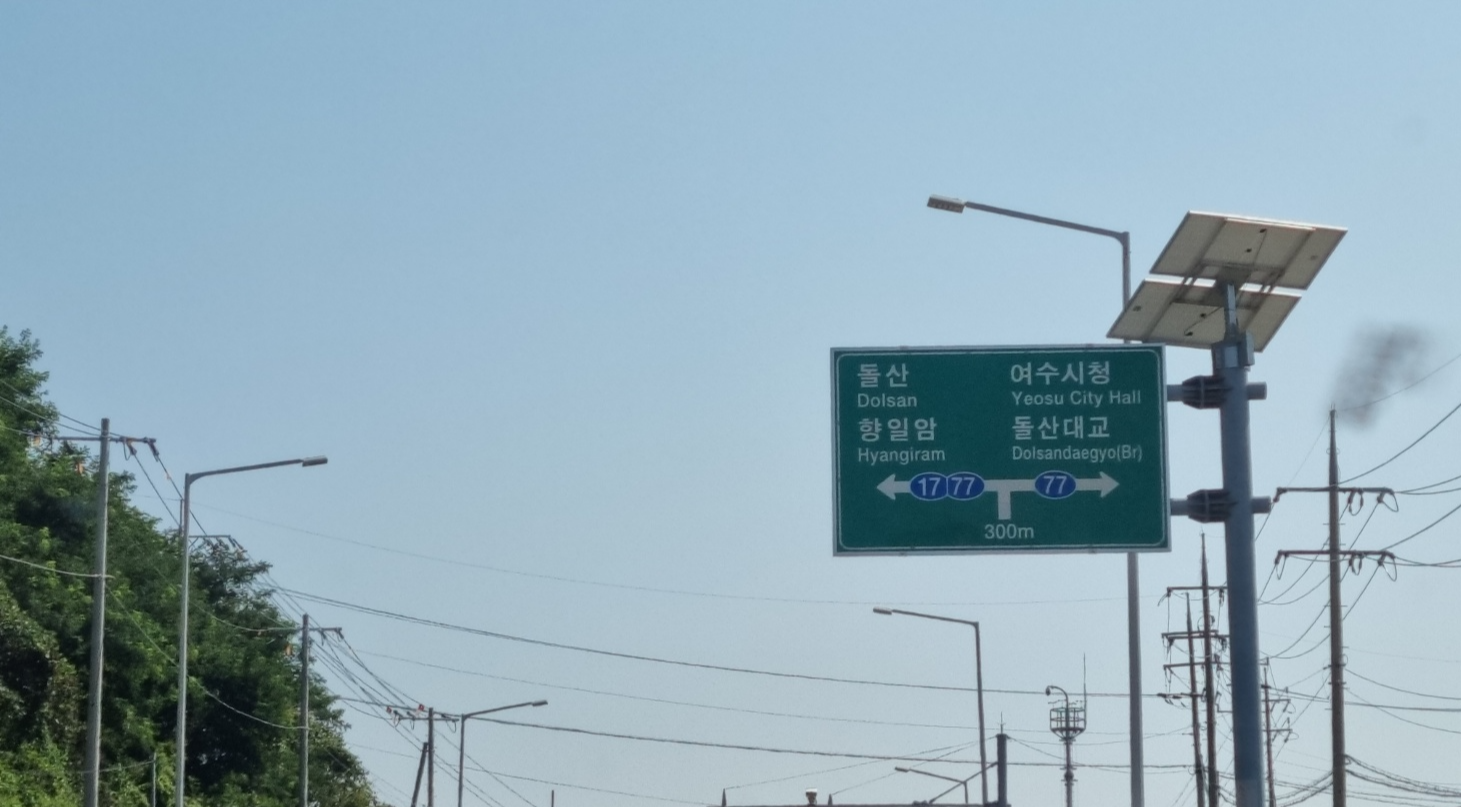 돌산 여수시청
Dolsan Yeosu City Hall
향일암 돌산대교
Hyangiram Dolsandaegyo(Br)
17 77 77
300m